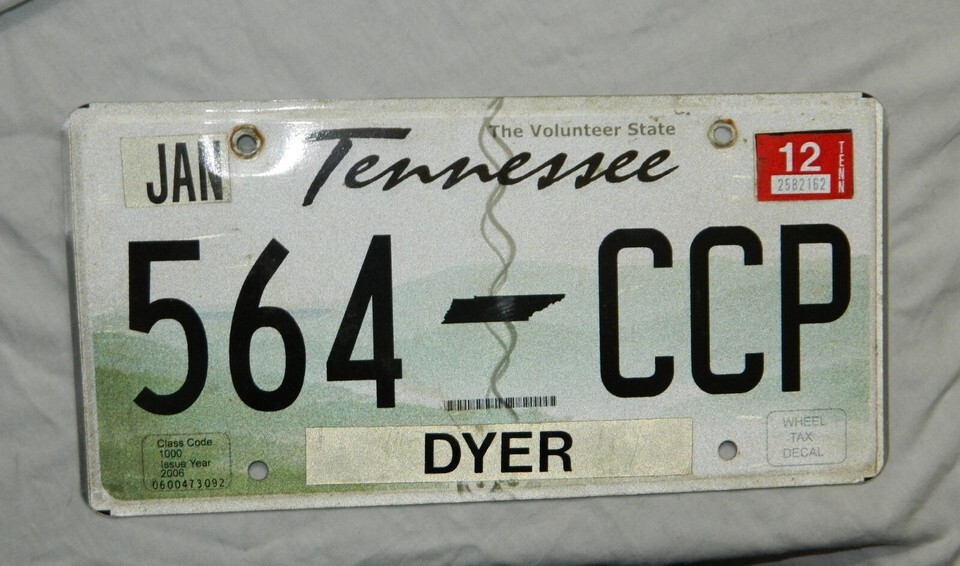 The Volunteer State
JAN
Tennessee
12
TENN
25B2162
564 CCP
DYER
Class Code
1000
Issue Year
2006
0600473092
WHEEL
TAX
DECAL